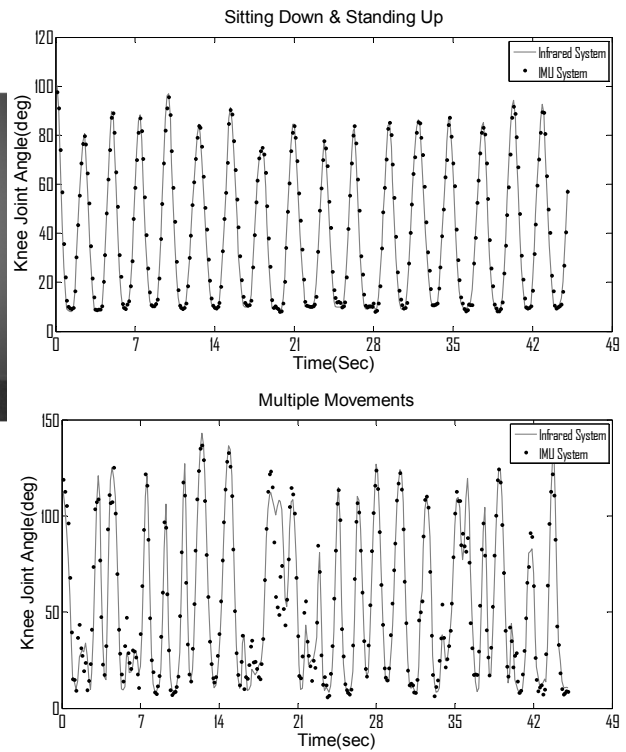 Sitting Down & Standing Up
120
100
80
60
40
20
0
Knee Joint Angle(deg)
Infrared System
IMU System
0 7 14 21 28 35 42 49
Time(Sec)
Multiple Movements
150
100
50
0
Knee Joint Angle(deg)
Infrared System
IMU System
0 7 14 21 28 35 42 49
Time(sec)